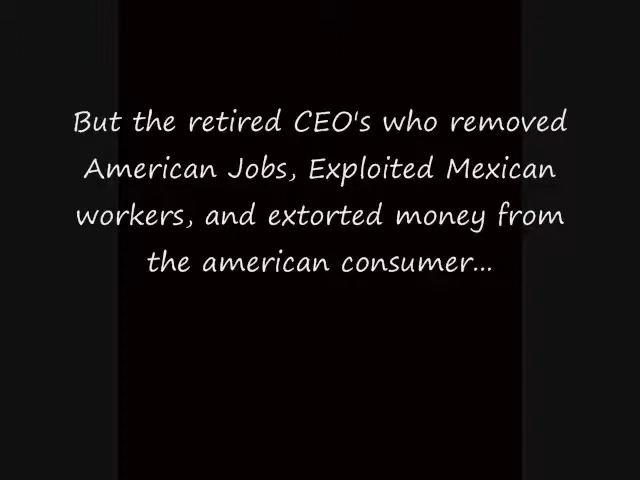 But the retired CEO's who removed
American Jobs, Exploited Mexican
workers, and extorted money from
the american consumer...